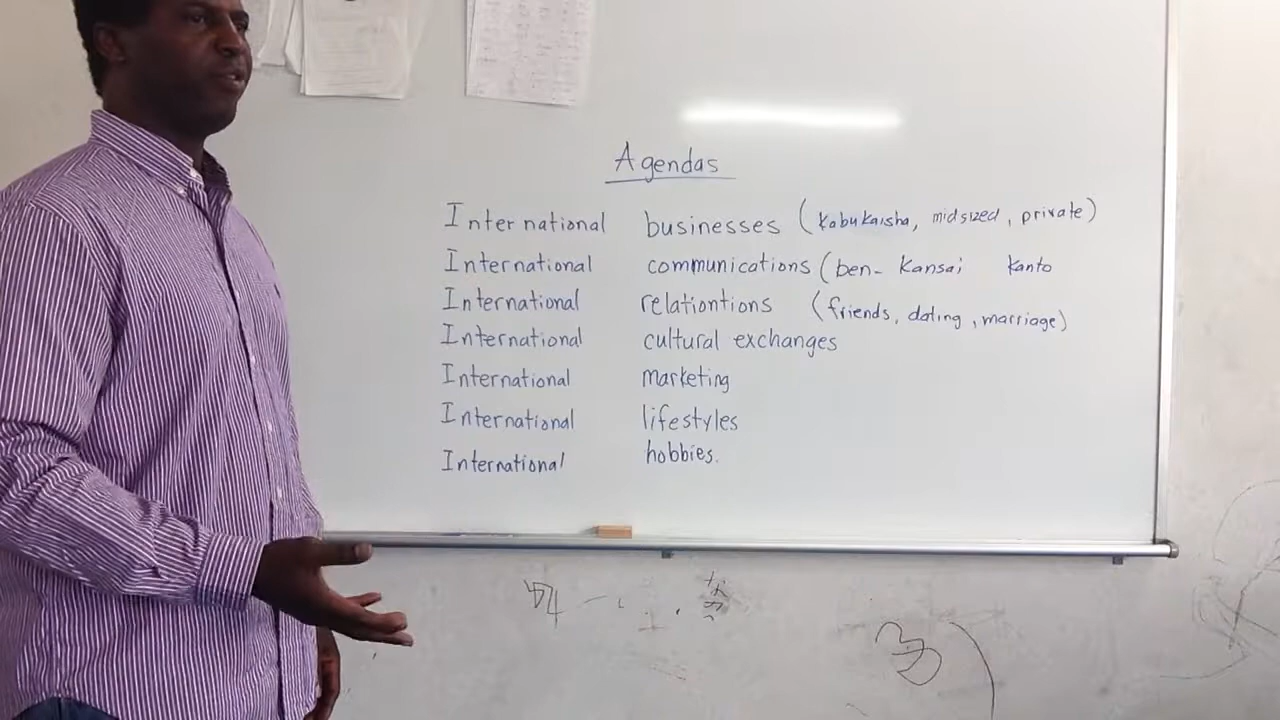 Agendas
International businesses (kabukaisha, midsized, private)
International communications (ben- Kansai Kanto
International relationtions (friends, dating, marriage)
International cultural exchanges
International marketing
International lifestyles
International hobbies.